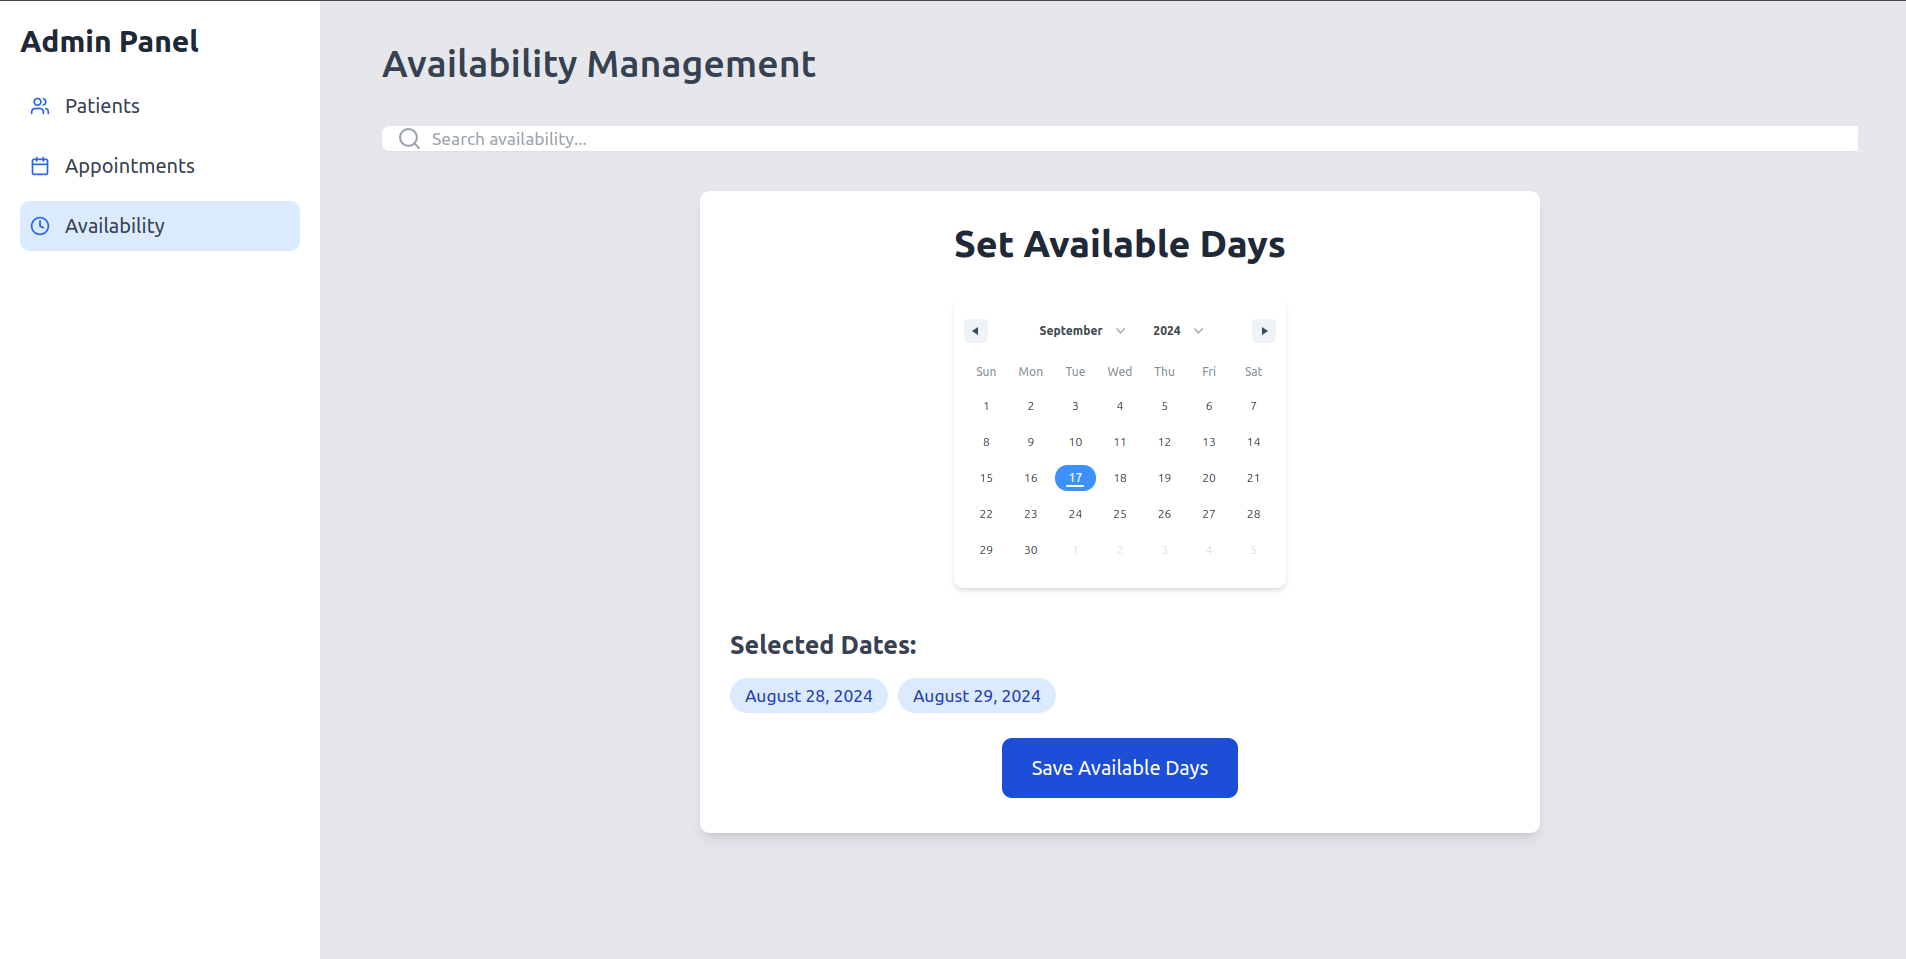 Admin Panel
Patients
Appointments
Availability
Availability Management
Search availability...
Set Available Days
September 2024
Sun Mon Tue Wed Thu Fri Sat
1 2 3 4 5 6 7
8 9 10 11 12 13 14
15 16 17 18 19 20 21
22 23 24 25 26 27 28
29 30 1 2 3 4 5
Selected Dates:
August 28, 2024 August 29, 2024
Save Available Days